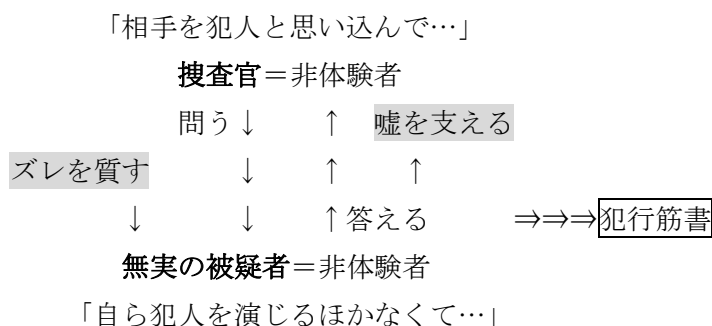 「相手を犯人と思い込んで…」
捜査官＝非体験者
問う↓ ↑ 嘘を支える
ズレを質す ↓ ↑ ↑
↓ ↓ ↑答える ⇒⇒⇒犯行筋書
無実の被疑者＝非体験者
「自ら犯人を演じるほかなくて…」